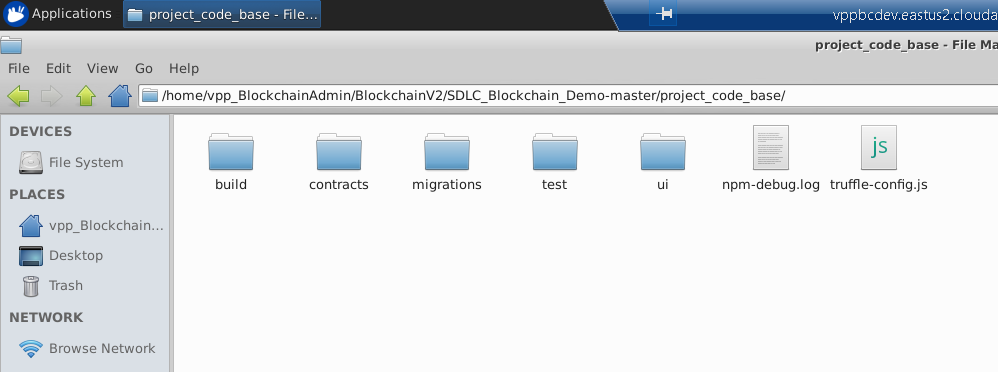 Applications
project_code_base - File...
vppbcdev.eastus2.clouda
project_code_base - File Ma
File Edit View Go Help
/home/vpp_BlockchainAdmin/BlockchainV2/SDLC_Blockchain_Demo-master/project_code_base/
DEVICES
File System
PLACES
vpp_Blockchain...
Desktop
Trash
NETWORK
Browse Network
build
contracts
migrations
test
ui
npm-debug.log
js
truffle-config.js